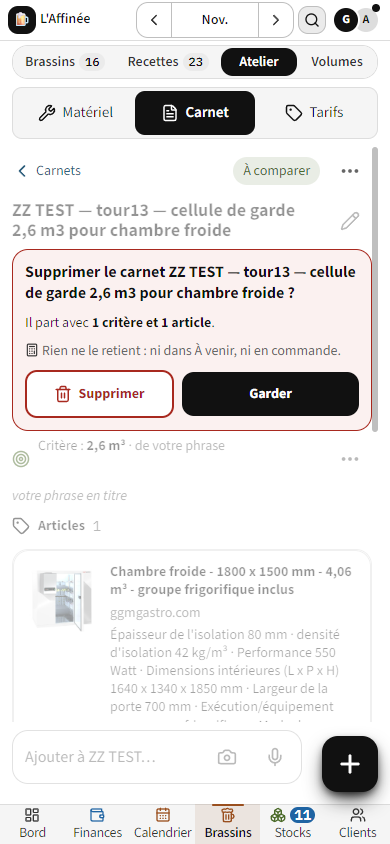 L'Affinée
Nov.
G
A
Brassins 16
Recettes 23
Atelier
Volumes
Matériel
Carnet
Tarifs
Carnets
À comparer
ZZ TEST — tour13 — cellule de garde
2,6 m3 pour chambre froide
Supprimer le carnet ZZ TEST — tour13 — cellule
de garde 2,6 m3 pour chambre froide ?
Il part avec 1 critère et 1 article.
Rien ne le retient : ni dans À venir, ni en commande.
Supprimer
Garder
Critère : 2,6 m³ · de votre phrase
votre phrase en titre
Articles 1
Chambre froide - 1800 x 1500 mm - 4,06
m³ - groupe frigorifique inclus
ggmgastro.com
Épaisseur de l'isolation 80 mm · densité
d'isolation 42 kg/m³ · Performance 550
Watt · Dimensions intérieures (L x P x H)
1640 x 1340 x 1850 mm · Largeur de la
porte 700 mm · Exécution/équipement
Ajouter à ZZ TEST...
Bord
Finances
Calendrier
Brassins
11
Stocks
Clients